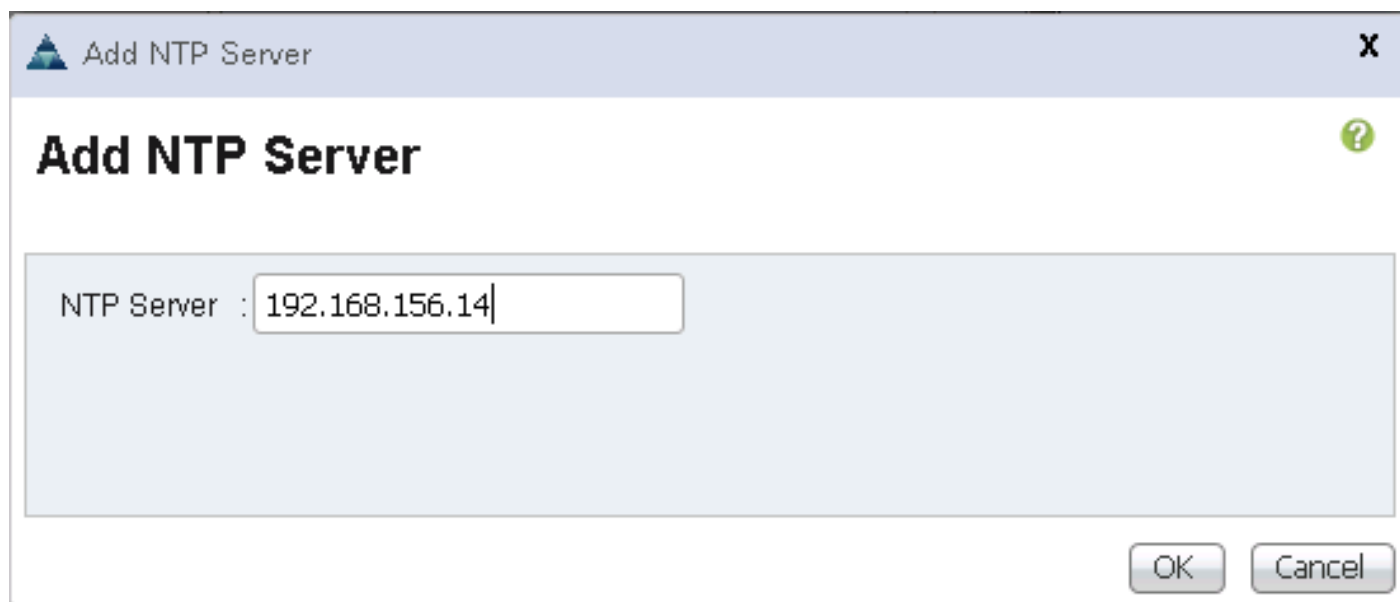 Add NTP Server X
Add NTP Server ?
NTP Server : 192.168.156.14
OK Cancel